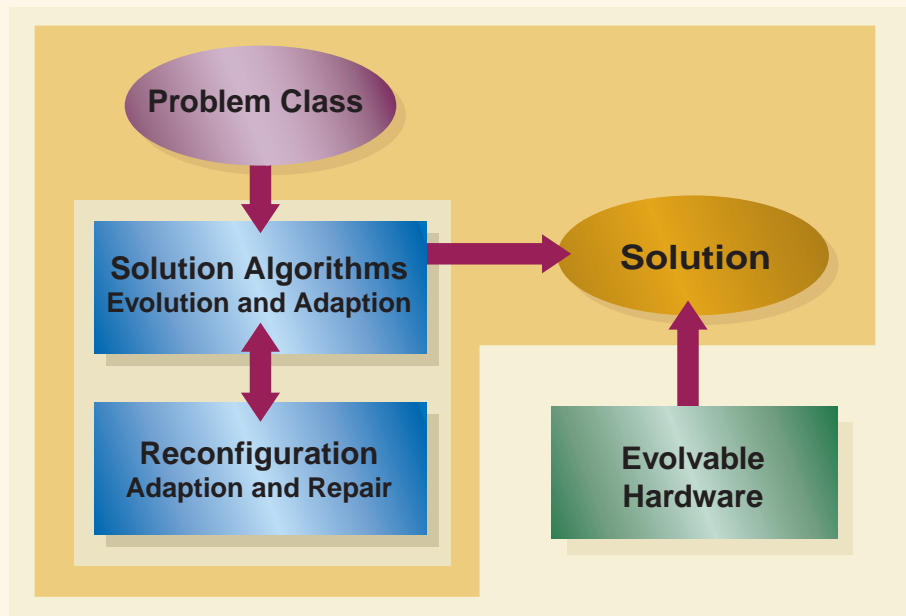 Problem Class
Solution Algorithms
Evolution and Adaption
Solution
Reconfiguration
Adaption and Repair
Evolvable
Hardware